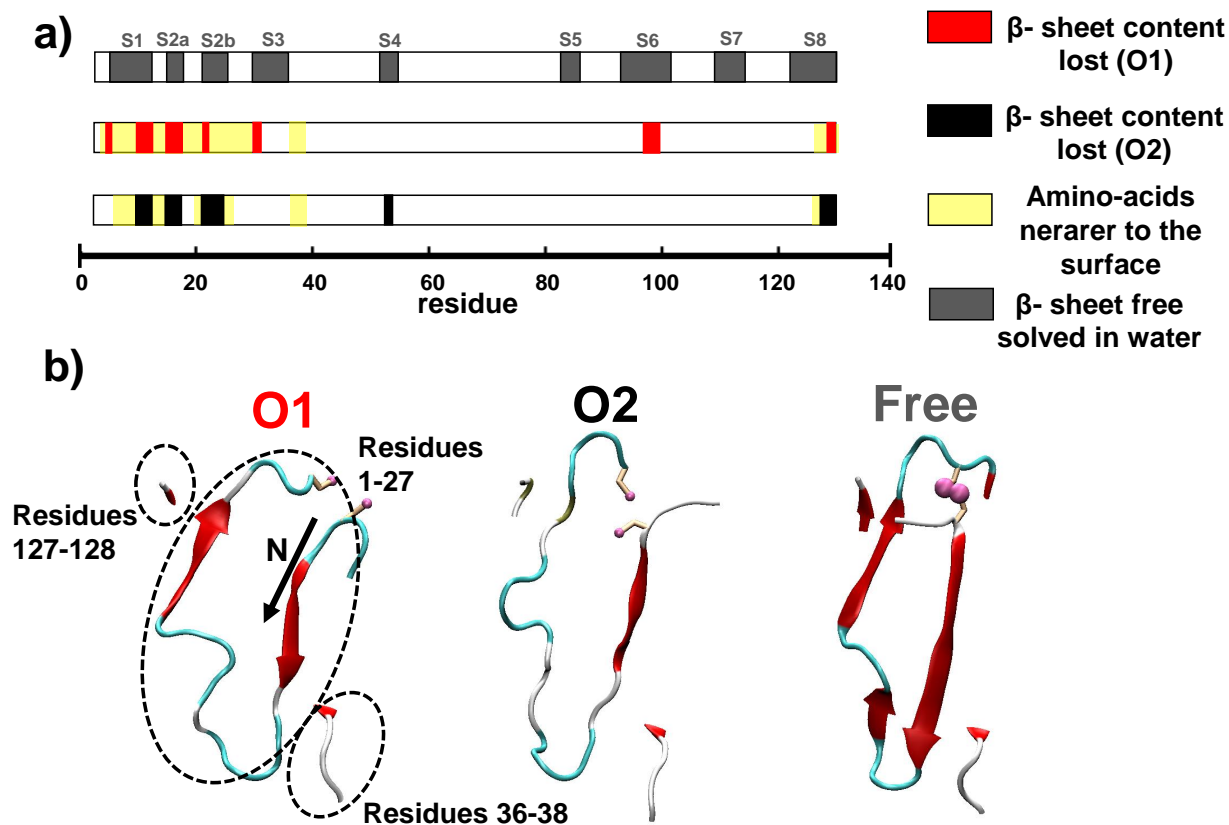 a)
S1 S2a S2b S3 S4 S5 S6 S7 S8
β- sheet content
lost (O1)
β- sheet content
lost (O2)
Amino-acids
nerarer to the
surface
β- sheet free
solved in water
0 20 40 60 80 100 120 140
residue
b)
O1 O2 Free
Residues
1-27
Residues
127-128
N
Residues 36-38